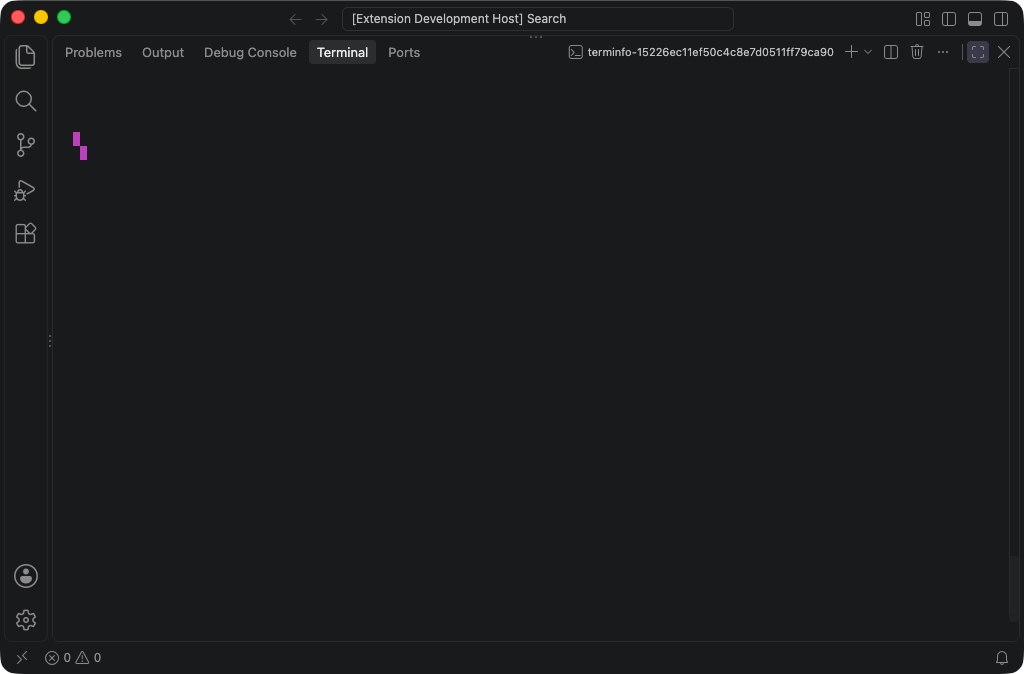 [Extension Development Host] Search
Problems Output Debug Console Terminal Ports terminfo-15226ec11ef50c4c8e7d0511ff79ca90
0 0